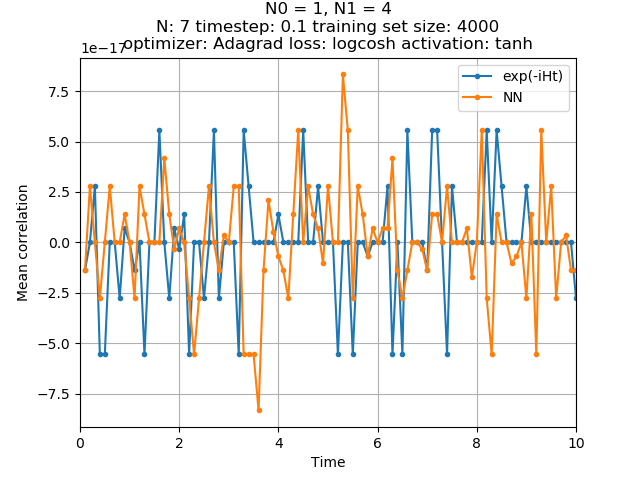 N0 = 1, N1 = 4
N: 7 timestep: 0.1 training set size: 4000
optimizer: Adagrad loss: logcosh activation: tanh
1e−17
exp(-iHt)
NN
7.5
5.0
2.5
0.0
−2.5
−5.0
−7.5
Mean correlation
0 2 4 6 8 10
Time